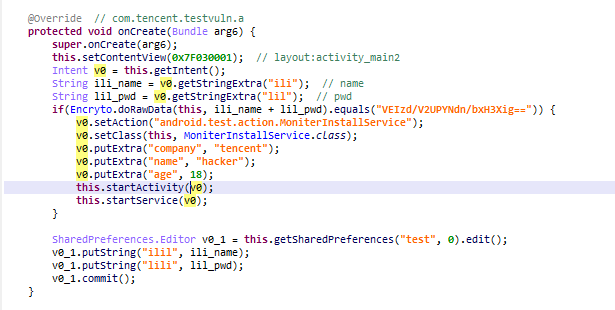 @Override  // com.tencent.testvuln.a
protected void onCreate(Bundle arg6) {
    super.onCreate(arg6);
    this.setContentView(0x7F030001);  // layout:activity_main2
    Intent v0 = this.getIntent();
    String ili_name = v0.getStringExtra("ili");  // name
    String lil_pwd = v0.getStringExtra("lil");  // pwd
    if(Encryto.doRawData(this, ili_name + lil_pwd).equals("VEIzd/V2UPYNdn/bxH3Xig==")) {
        v0.setAction("android.test.action.MoniterInstallService");
        v0.setClass(this, MoniterInstallService.class);
        v0.putExtra("company", "tencent");
        v0.putExtra("name", "hacker");
        v0.putExtra("age", 18);
        this.startActivity(v0);
        this.startService(v0);
    }
    SharedPreferences.Editor v0_1 = this.getSharedPreferences("test", 0).edit();
    v0_1.putString("ilil", ili_name);
    v0_1.putString("lili", lil_pwd);
    v0_1.commit();
}